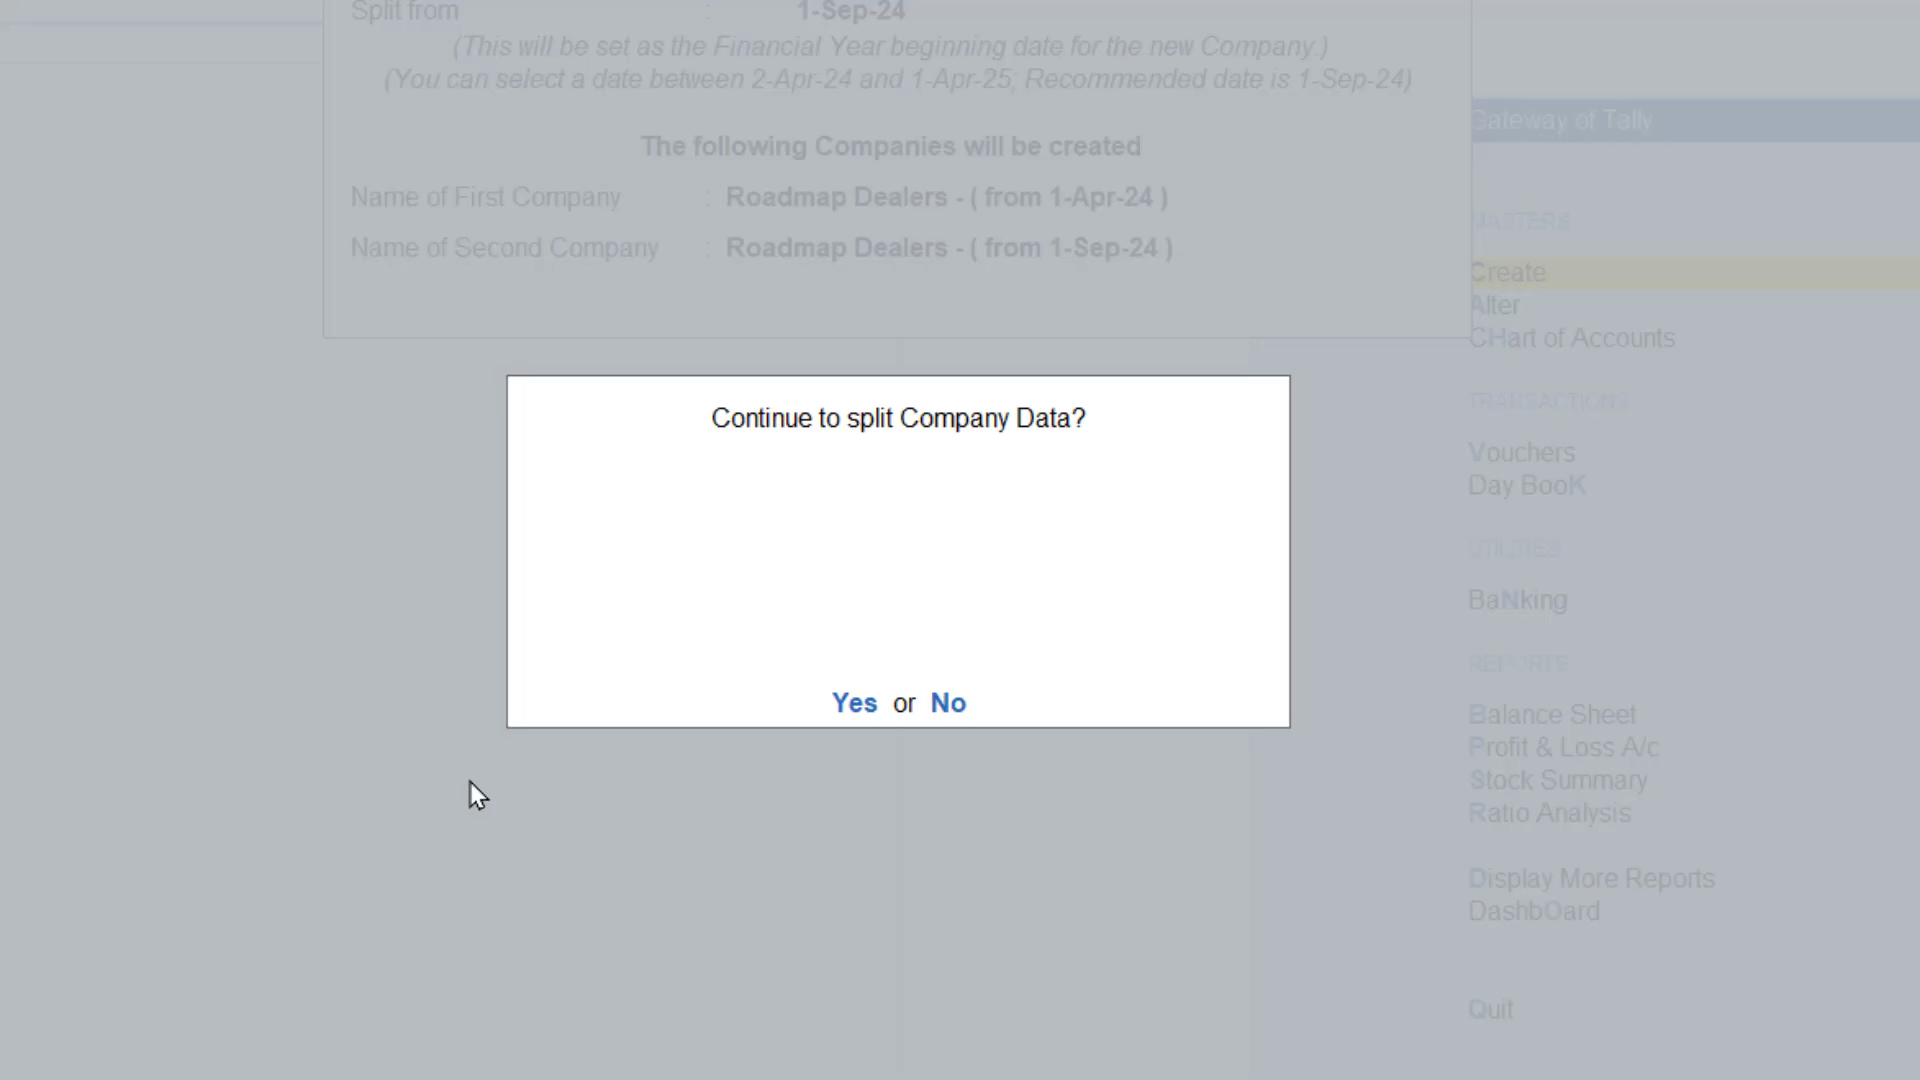 Split from : 1-Sep-24
(This will be set as the Financial Year beginning date for the new Company.)
(You can select a date between 2-Apr-24 and 1-Apr-25; Recommended date is 1-Sep-24)
The following Companies will be created
Name of First Company : Roadmap Dealers - ( from 1-Apr-24 )
Name of Second Company : Roadmap Dealers - ( from 1-Sep-24 )
Continue to split Company Data?
Yes or No
Gateway of Tally
MASTERS
Create
Alter
CHart of Accounts
TRANSACTIONS
Vouchers
Day BooK
UTILITIES
BaNking
REPORTS
Balance Sheet
Profit & Loss A/c
Stock Summary
Ratio Analysis
Display More Reports
DashbOard
Quit